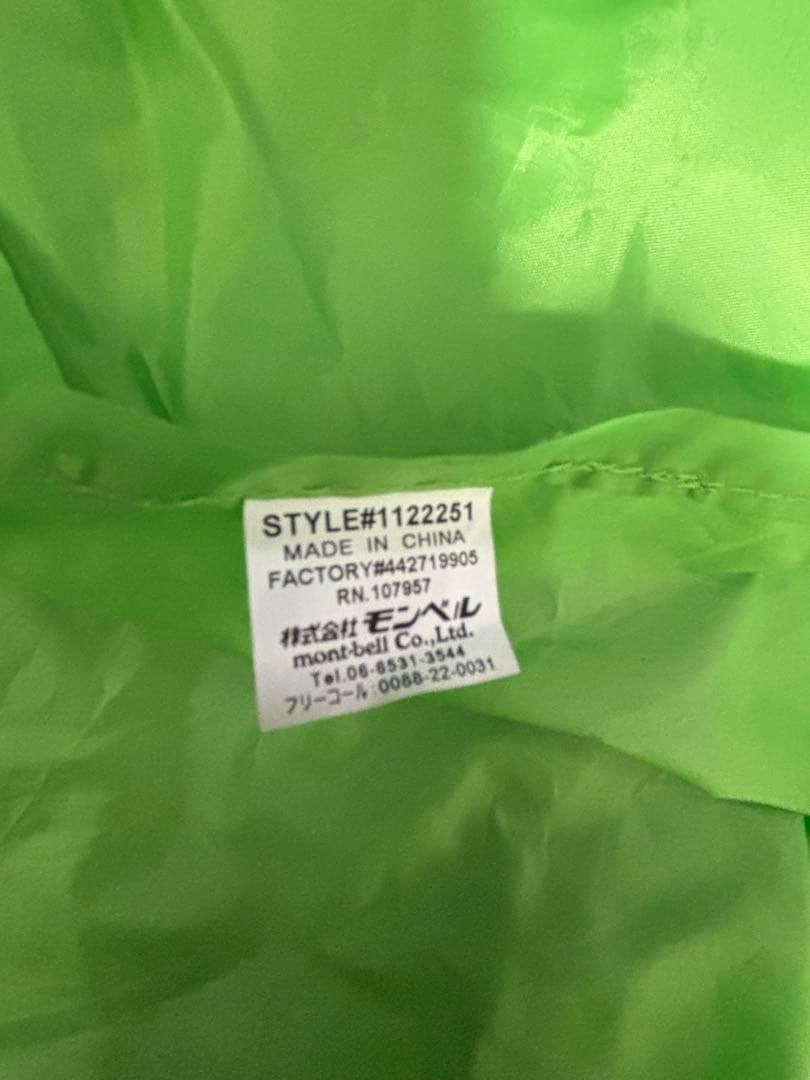 STYLE#1122251
MADE IN CHINA
FACTORY#442719905
RN.107957
株式会社 モンベル
mont-bell Co.,Ltd.
Tel.06-6531-3544
フリーコール:0088-22-0031